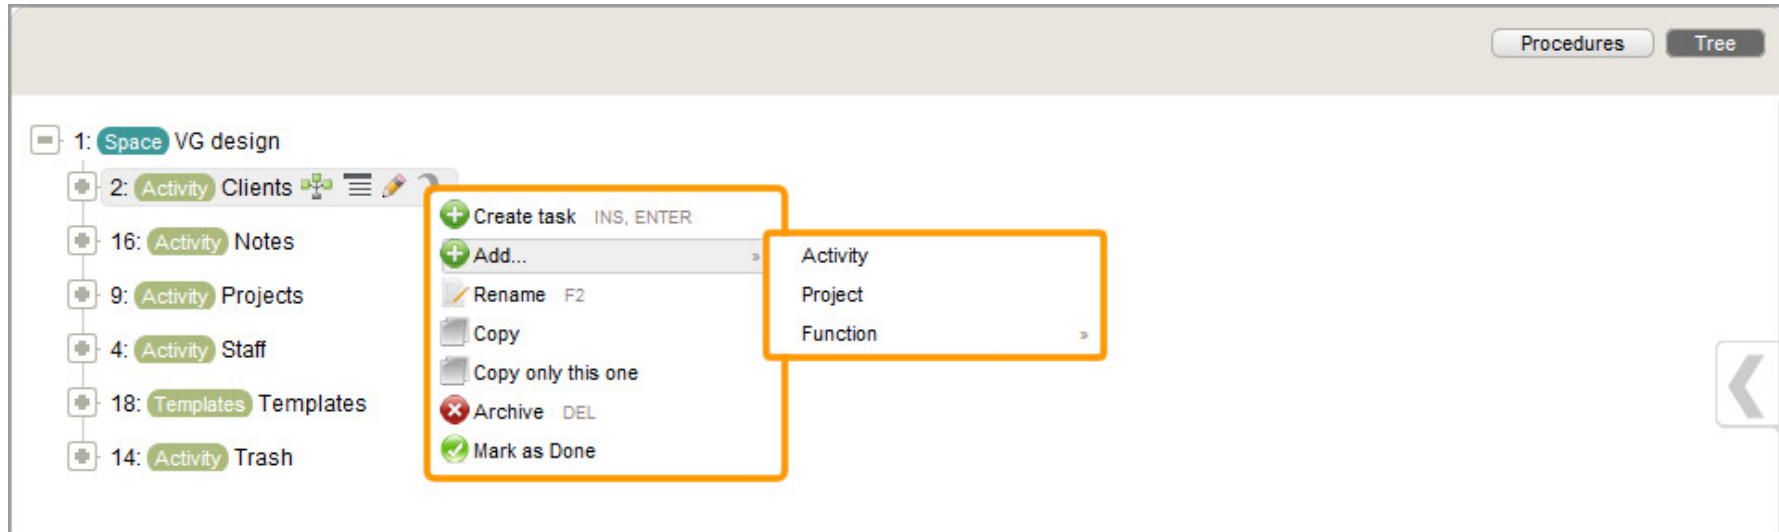 Procedures Tree
1: Space VG design
2: Activity Clients
16: Activity Notes
9: Activity Projects
4: Activity Staff
18: Templates Templates
14: Activity Trash
Create task INS, ENTER
Add... »
Rename F2
Copy
Copy only this one
Archive DEL
Mark as Done
Activity
Project
Function »